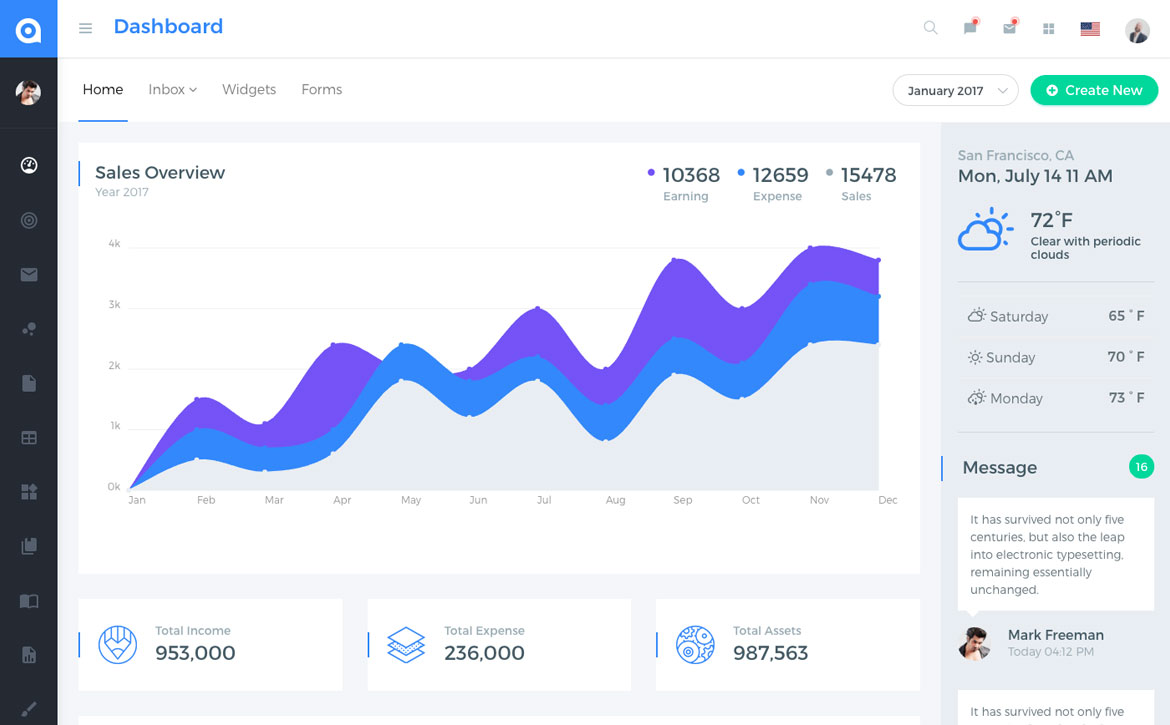 Dashboard
Home Inbox Widgets Forms
January 2017
Create New
Sales Overview
Year 2017
10368 12659 15478
Earning Expense Sales
4k
3k
2k
1k
0k
Jan Feb Mar Apr May Jun Jul Aug Sep Oct Nov Dec
Total Income
953,000
Total Expense
236,000
Total Assets
987,563
San Francisco, CA
Mon, July 14 11 AM
72°F
Clear with periodic
clouds
Saturday 65 ° F
Sunday 70 ° F
Monday 73 ° F
Message 16
It has survived not only five
centuries, but also the leap
into electronic typesetting,
remaining essentially
unchanged.
Mark Freeman
Today 04:12 PM
It has survived not only five